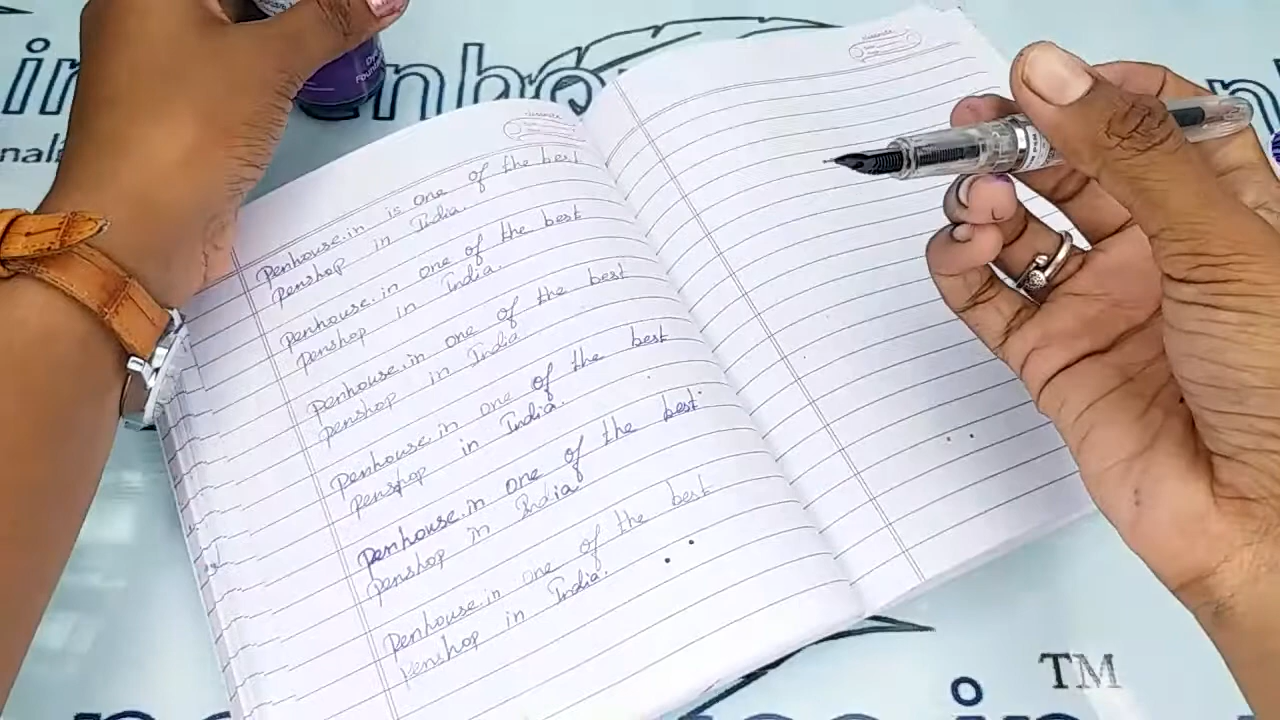 Penhouse.in is one of the best
penshop in India.
Penhouse.in one of the best
penshop in India.
Penhouse.in one of the best
penshop in India
Penhouse.in one of the best
penshop in India.
Penhouse.in one of the best
penshop in India
Penhouse.in one of the best
penshop in India.
TM